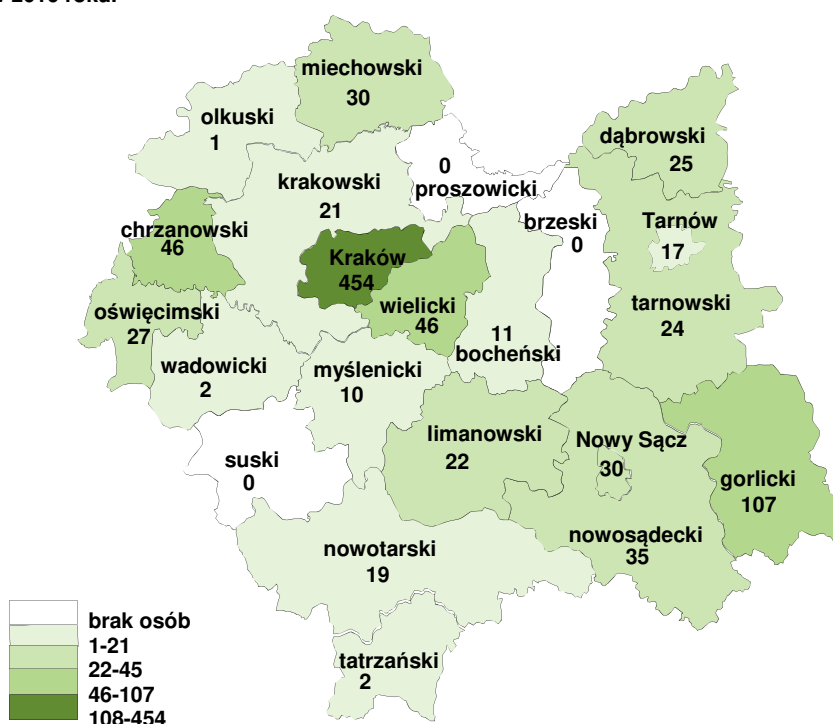 miechowski
30
olkuski
1
dąbrowski
25
0
proszowicki
krakowski
21
brzeski
0
Tarnów
17
chrzanowski
46
Kraków
454
wielicki
46
tarnowski
24
oświęcimski
27
11
bocheński
wadowicki
2
myślenicki
10
limanowski
22
Nowy Sącz
30
suski
0
gorlicki
107
nowosądecki
35
nowotarski
19
tatrzański
2
brak osób
1-21
22-45
46-107
108-454